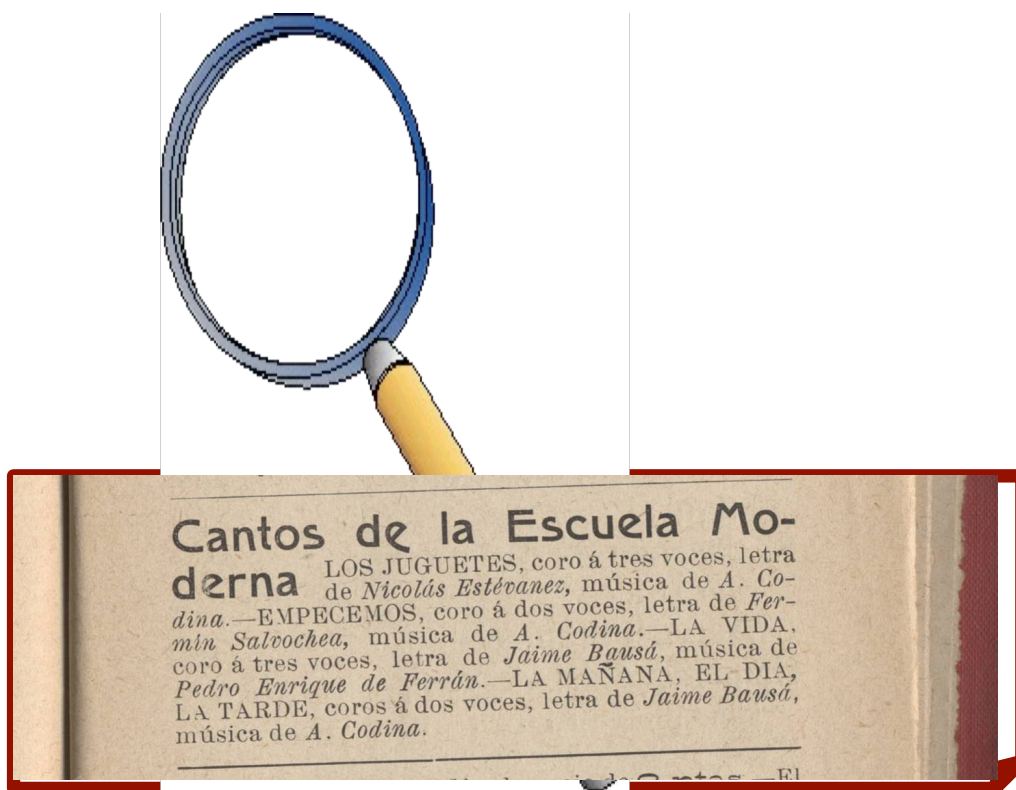 Cantos de la Escuela Mo-
derna LOS JUGUETES, coro á tres voces, letra
de Nicolás Estévanez, música de A. Co-
dina.—EMPECEMOS, coro á dos voces, letra de Fer-
mín Salvochea, música de A. Codina.—LA VIDA,
coro á tres voces, letra de Jaime Bausá, música de
Pedro Enrique de Ferrán.—LA MAÑANA, EL DIA,
LA TARDE, coros á dos voces, letra de Jaime Bausá,
música de A. Codina.